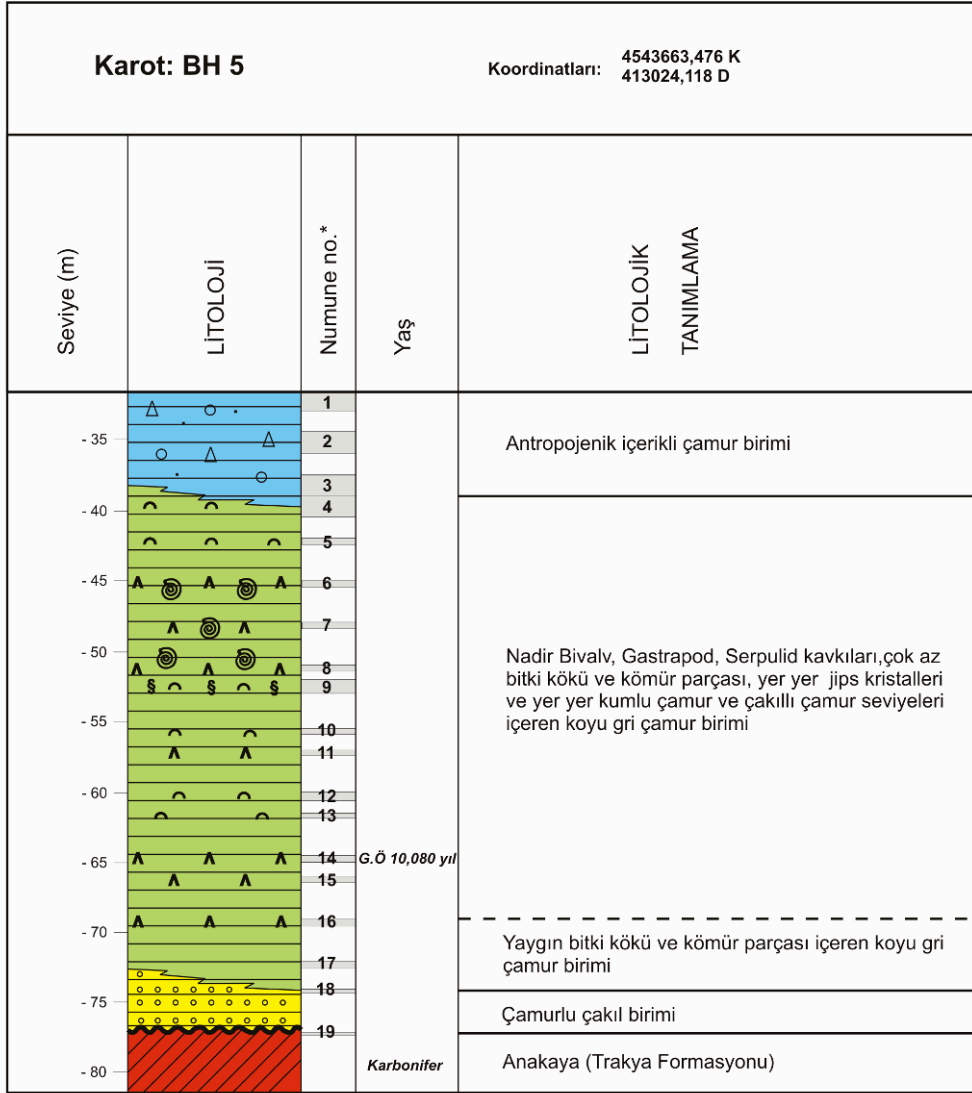 Karot: BH 5
Koordinatları:
4543663,476 K
413024,118 D
Seviye (m)
LİTOLOJİ
Numune no.*
Yaş
LİTOLOJİK
TANIMLAMA
- 35
- 40
- 45
- 50
- 55
- 60
- 65
- 70
- 75
- 80
1
2
3
4
5
6
7
8
9
10
11
12
13
14
15
16
17
18
19
G.Ö 10,080 yıl
Karbonifer
Antropojenik içerikli çamur birimi
Nadir Bivalv, Gastrapod, Serpulid kavkıları,çok az
bitki kökü ve kömür parçası, yer yer jips kristalleri
ve yer yer kumlu çamur ve çakıllı çamur seviyeleri
içeren koyu gri çamur birimi
Yaygın bitki kökü ve kömür parçası içeren koyu gri
çamur birimi
Çamurlu çakıl birimi
Anakaya (Trakya Formasyonu)